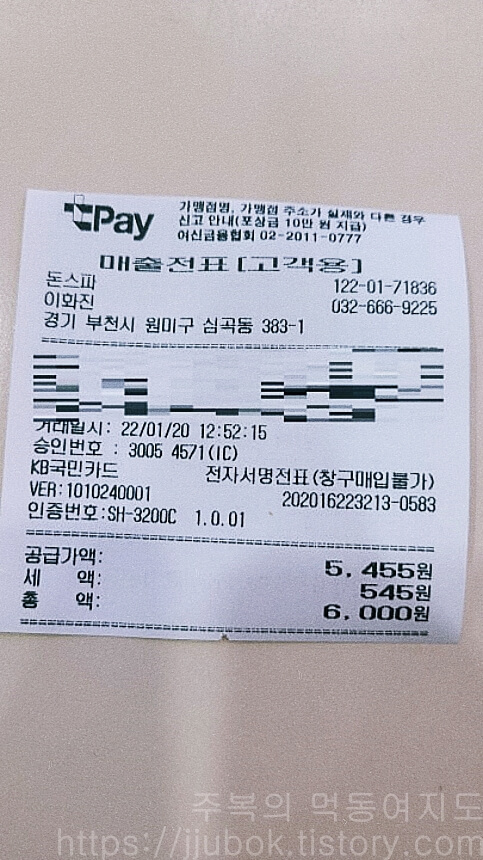 tPay
가맹점명, 가맹점 주소가 실제와 다른 경우
신고 안내(포상금 10만 원 지급)
여신금융협회 02-2011-0777
매출전표[고객용]
돈스파 122-01-71836
이화진 032-666-9225
경기 부천시 원미구 심곡동 383-1
거래일시: 22/01/20 12:52:15
승인번호 : 3005 4571(IC)
KB국민카드 전자서명전표(창구매입불가)
VER:1010240001 202016223213-0583
인증번호:SH-3200C 1.0.01
공급가액: 5,455원
세 액: 545원
총 액: 6,000원
주복의 먹동여지도
https://jjubok.tistory.com